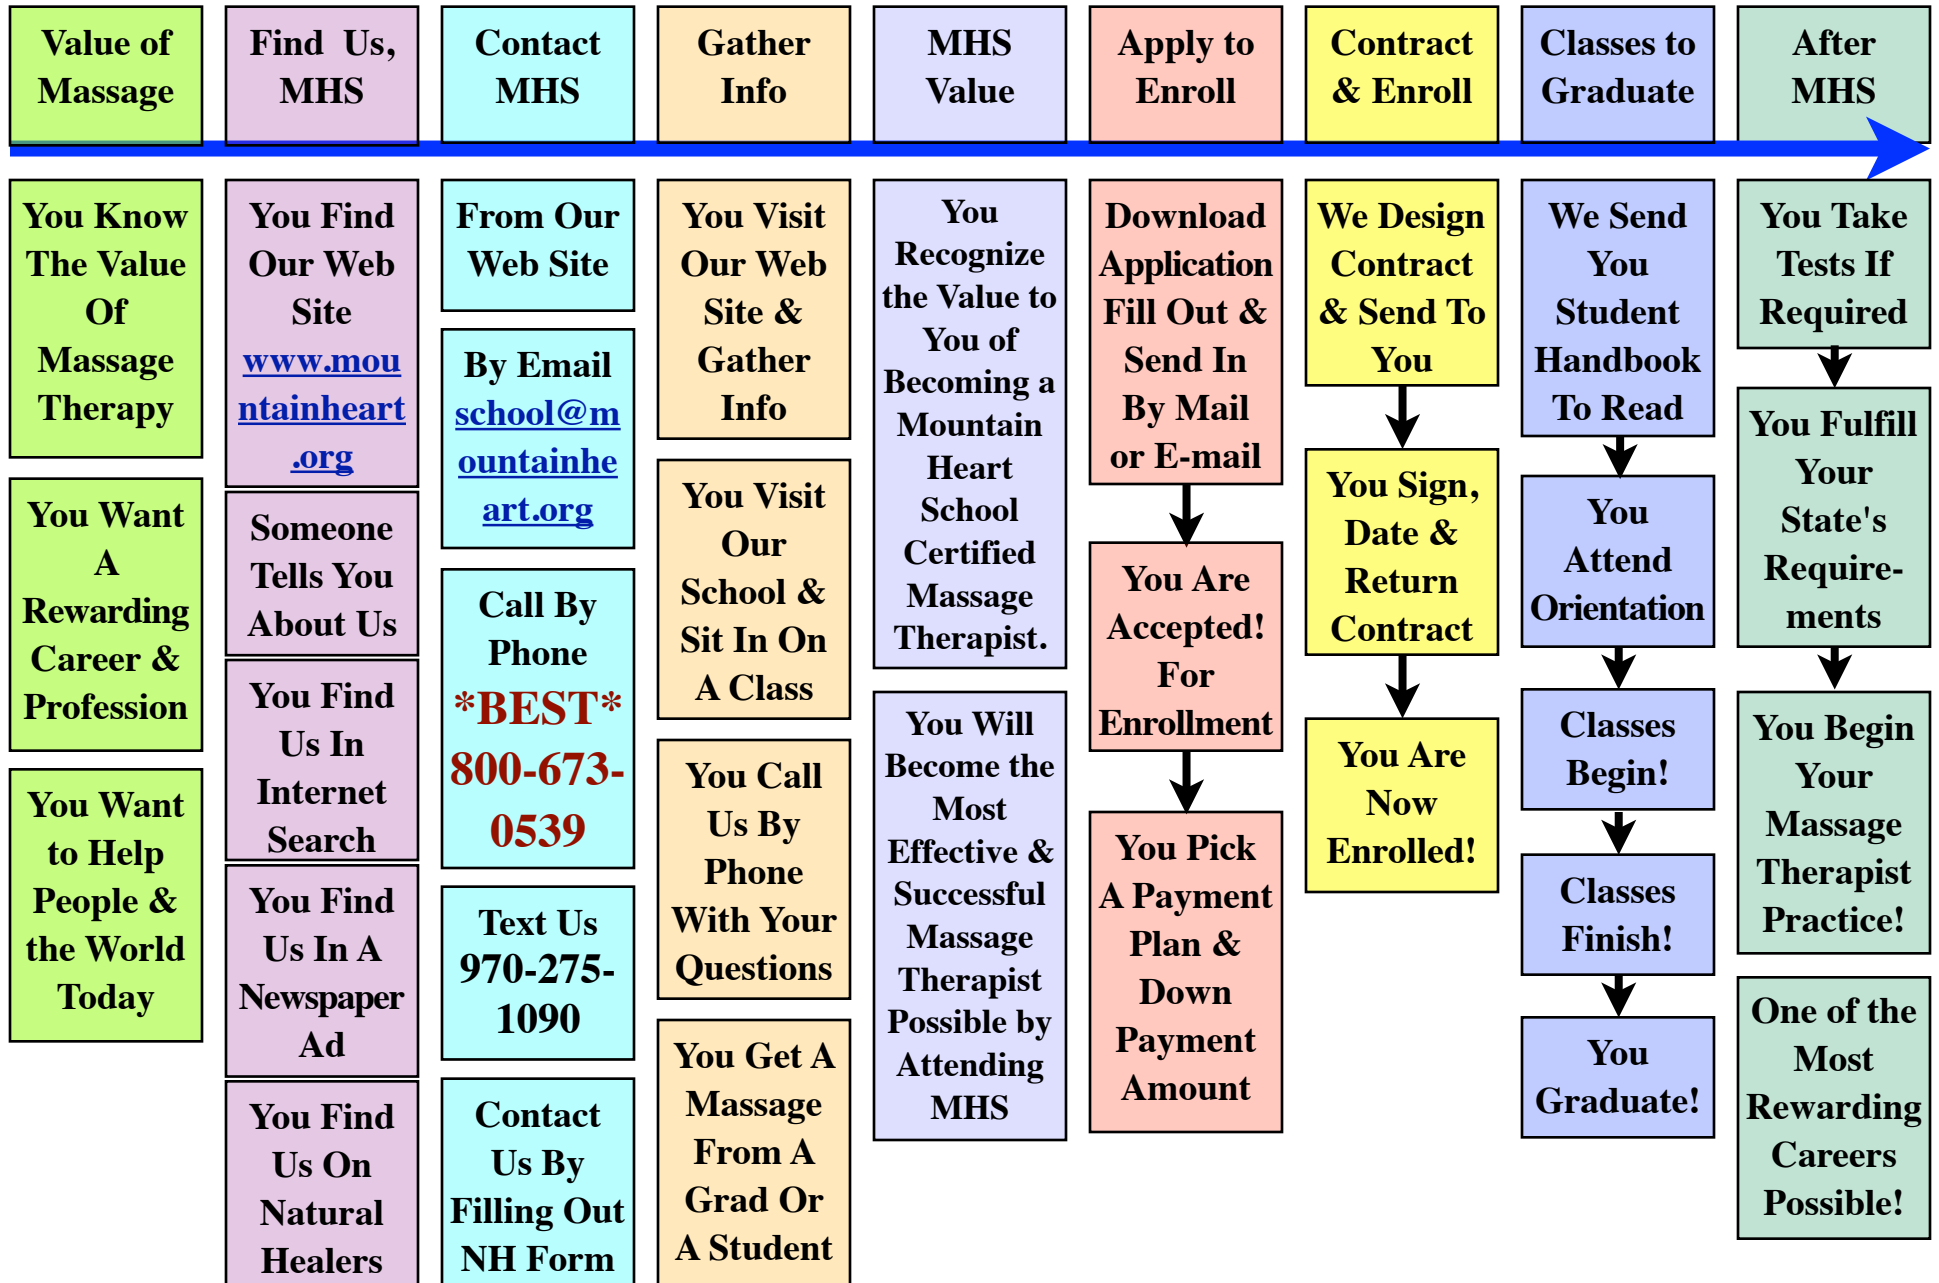 Value of
Massage
Find Us,
MHS
Contact
MHS
Gather
Info
MHS
Value
Apply to
Enroll
Contract
& Enroll
Classes to
Graduate
After
MHS
You Know
The Value
Of
Massage
Therapy
You Want
A
Rewarding
Career &
Profession
You Want
to Help
People &
the World
Today
You Find
Our Web
Site
www.mou
ntainheart
.org
Someone
Tells You
About Us
You Find
Us In
Internet
Search
You Find
Us In A
Newspaper
Ad
You Find
Us On
Natural
Healers
From Our
Web Site
By Email
school@m
ountainhe
art.org
Call By
Phone
*BEST*
800-673-
0539
Text Us
970-275-
1090
Contact
Us By
Filling Out
NH Form
You Visit
Our Web
Site &
Gather
Info
You Visit
Our
School &
Sit In On
A Class
You Call
Us By
Phone
With Your
Questions
You Get A
Massage
From A
Grad Or
A Student
You
Recognize
the Value to
You of
Becoming a
Mountain
Heart
School
Certified
Massage
Therapist.
You Will
Become the
Most
Effective &
Successful
Massage
Therapist
Possible by
Attending
MHS
Download
Application
Fill Out &
Send In
By Mail
or E-mail
You Are
Accepted!
For
Enrollment
You Pick
A Payment
Plan &
Down
Payment
Amount
We Design
Contract
& Send To
You
You Sign,
Date &
Return
Contract
You Are
Now
Enrolled!
We Send
You
Student
Handbook
To Read
You
Attend
Orientation
Classes
Begin!
Classes
Finish!
You
Graduate!
You Take
Tests If
Required
You Fulfill
Your
State's
Require-
ments
You Begin
Your
Massage
Therapist
Practice!
One of the
Most
Rewarding
Careers
Possible!